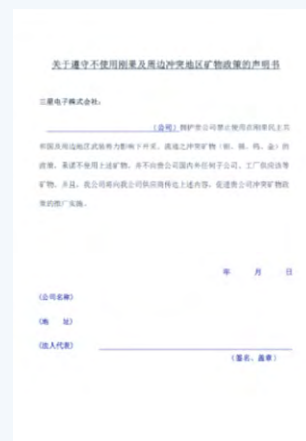 关于遵守不使用刚果及周边冲突地区矿物政策的声明书
三星电子株式会社：
（公司）拥护贵公司禁止使用在刚果民主共
和国及周边地区武装势力影响下开采、流通之冲突矿物（钽、锡、钨、金）的
政策，承诺不使用上述矿物，并不向贵公司国内外任何子公司、工厂供应该等
矿物。并且，我公司将向我公司供应商传达上述内容，促进贵公司冲突矿物政
策的推广实施。
年 月 日
（公司名称）
（地 址）
（法人代表）
（签名、盖章）